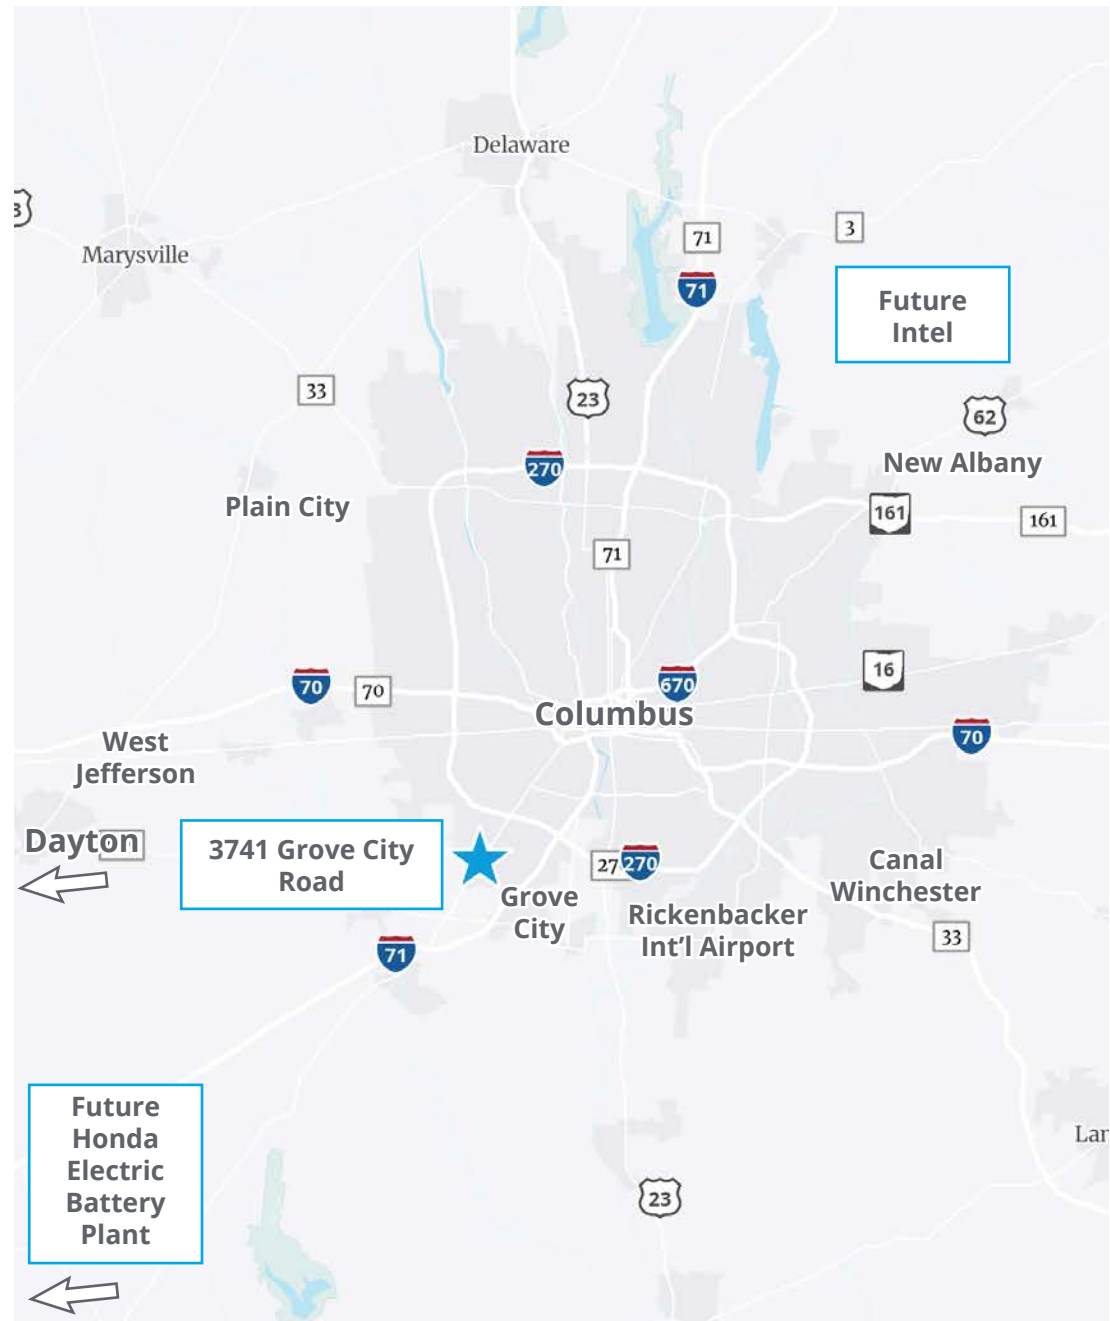 Delaware
3
Marysville
71
3
71
Future
Intel
33
23
62
270
New Albany
Plain City
161
161
71
16
70
70
670
Columbus
70
West
Jefferson
Dayton
3741 Grove City
Road
27
270
Canal
Winchester
Grove
City
Rickenbacker
Int'l Airport
33
71
Future
Honda
Electric
Battery
Plant
Lan
23